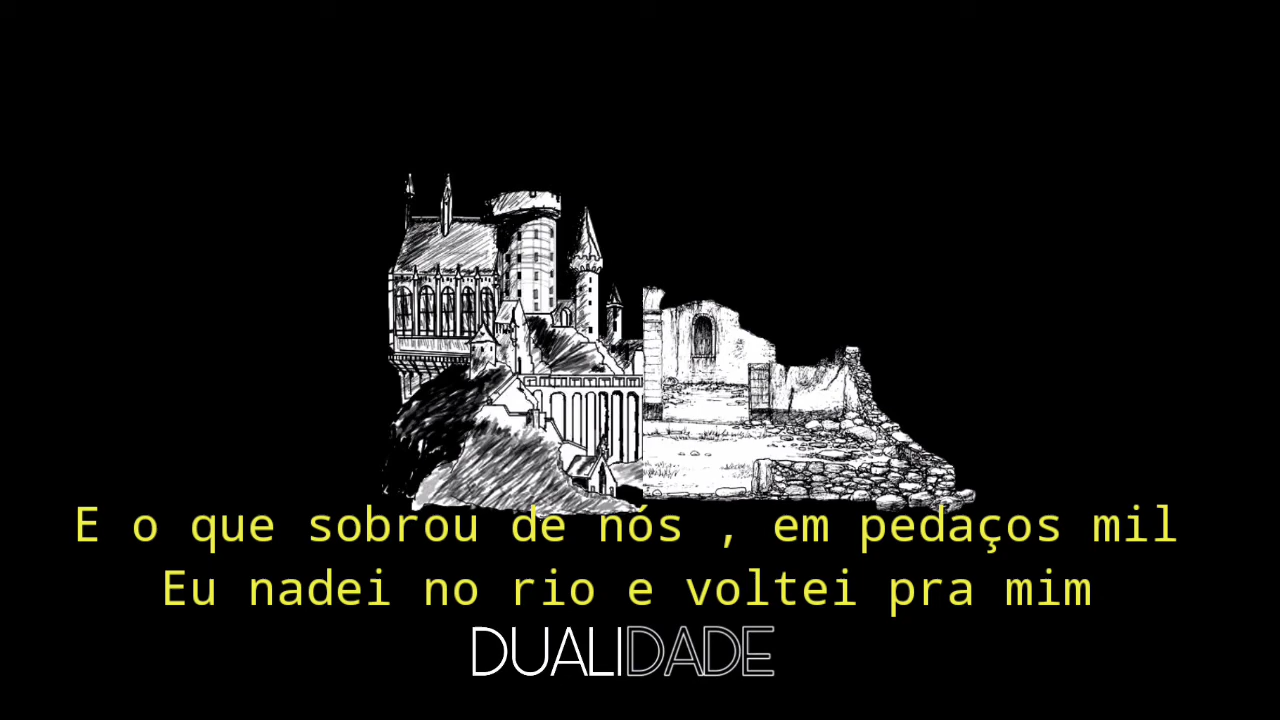 E o que sobrou de nós , em pedaços mil
Eu nadei no rio e voltei pra mim
DUALIDADE